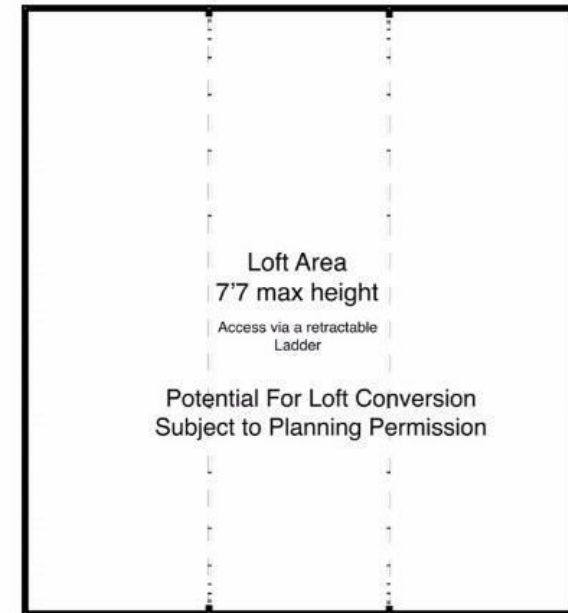 Loft Area
7'7 max height
Access via a retractable
Ladder
Potential For Loft Conversion
Subject to Planning Permission